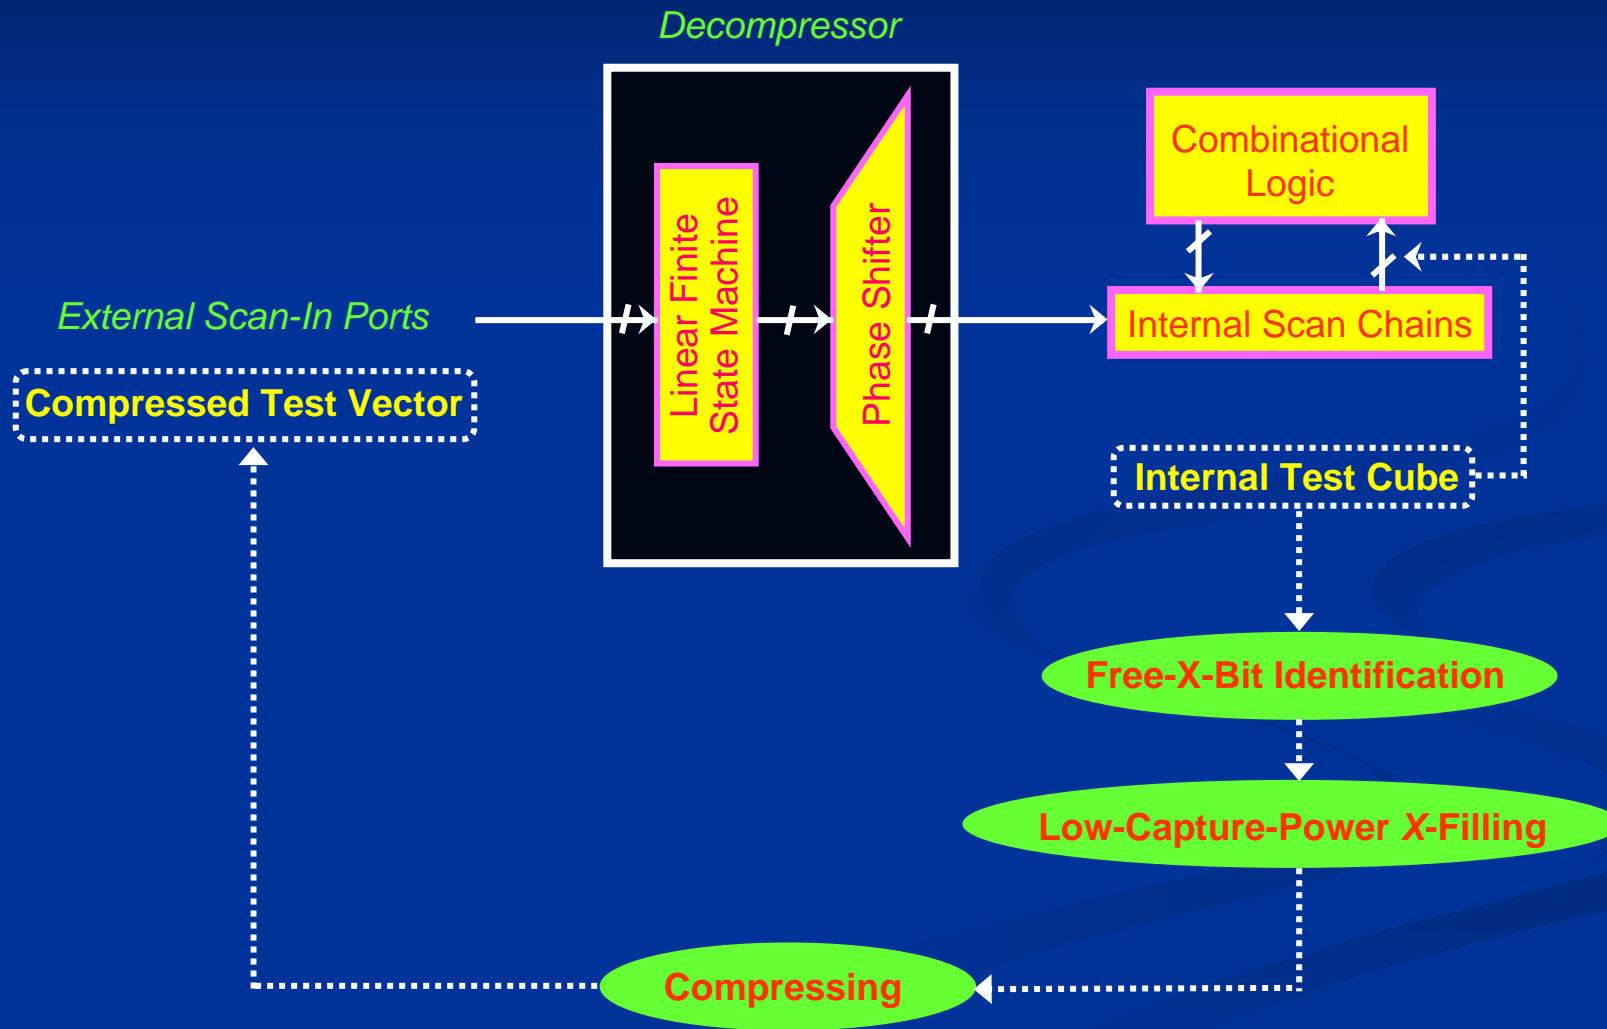 Decompressor
Combinational
Logic
Linear Finite
State Machine
Phase Shifter
External Scan-In Ports
Internal Scan Chains
Compressed Test Vector
Internal Test Cube
Free-X-Bit Identification
Low-Capture-Power X-Filling
Compressing